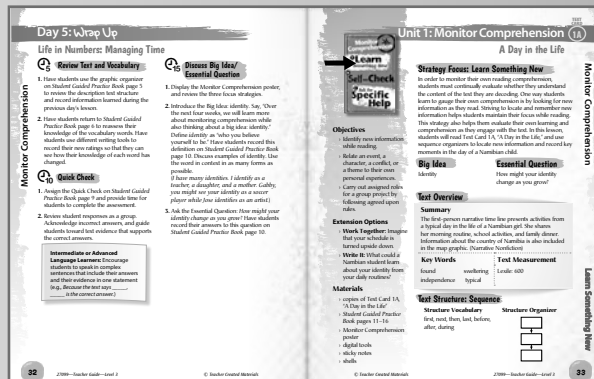 Day 5: Wrap Up
Life in Numbers: Managing Time
Monitor Comprehension
5
Review Text and Vocabulary
1. Have students use the graphic organizer
on Student Guided Practice Book page 5
to review the description text structure
and record information learned during the
previous day's lesson.
2. Have students return to Student Guided
Practice Book page 6 to reassess their
knowledge of the vocabulary words. Have
students use different writing tools to
record their new ratings so that they can
see how their knowledge of each word has
changed.
10
Quick Check
1. Assign the Quick Check on Student Guided
Practice Book page 9 and provide time for
students to complete the assessment.
2. Review student responses as a group.
Acknowledge incorrect answers, and guide
students toward text evidence that supports
the correct answers.
Intermediate or Advanced
Language Learners: Encourage
students to speak in complex
sentences that include their answers
and their evidence in one statement
(e.g., Because the text says _____,
_____ is the correct answer.)
15
Discuss Big Idea/
Essential Question
1. Display the Monitor Comprehension poster,
and review the three focus strategies.
2. Introduce the Big Idea: identity. Say, "Over
the next four weeks, we will learn more
about monitoring comprehension while
also thinking about a big idea: identity."
Define identity as "who you believe
yourself to be." Have students record this
definition on Student Guided Practice Book
page 10. Discuss examples of identity. Use
the word in context in as many forms as
possible.
(I have many identities. I identify as a
teacher, a daughter, and a mother. Gabby,
you might see your identity as a soccer
player while Jose identifies as an artist.)
3. Ask the Essential Question: How might your
identity change as you grow? Have students
record their answers to this question on
Student Guided Practice Book page 10.
32
27099—Teacher Guide—Level 3
© Teacher Created Materials
Unit 1: Monitor Comprehension
TEXT
CARD
1A
A Day in the Life
Learn
Something New
Self-Check
Specific
Help
Objectives
› Identify new information
while reading.
› Relate an event, a
character, a conflict, or
a theme to their own
personal experiences.
› Carry out assigned roles
for a group project by
following agreed upon
rules.
Extension Options
› Work Together: Imagine
that your schedule is
turned upside down.
› Write It: What could a
Namibian student learn
about your identity from
your daily routines?
Materials
› copies of Text Card 1A,
"A Day in the Life"
› Student Guided Practice
Book pages 11–16
› Monitor Comprehension
poster
› digital tools
› sticky notes
› shells
Strategy Focus: Learn Something New
In order to monitor their own reading comprehension,
students must continually evaluate whether they understand
the content of the text they are decoding. One way students
learn to gauge their own comprehension is by looking for new
information as they read. Striving to locate and remember new
information helps students maintain their focus while reading.
This strategy also helps them evaluate their own learning and
comprehension as they engage with the text. In this lesson,
students will read Text Card 1A, "A Day in the Life," and use
sequence organizers to locate new information and record key
moments in the day of a Namibian child.
Big Idea
Identity
Essential Question
How might your identity
change as you grow?
Text Overview
Summary
The first-person narrative time line presents activities from
a typical day in the life of a Namibian girl. She shares
her morning routine, school activities, and family dinner.
Information about the country of Namibia is also included
in the map graphic. (Narrative Nonfiction)
Key Words
found sweltering
independence typical
Text Measurement
Lexile: 600
Text Structure: Sequence
Structure Vocabulary
first, next, then, last, before,
after, during
Structure Organizer
Monitor Comprehension
Learn Something New
© Teacher Created Materials
27099—Teacher Guide—Level 3
33